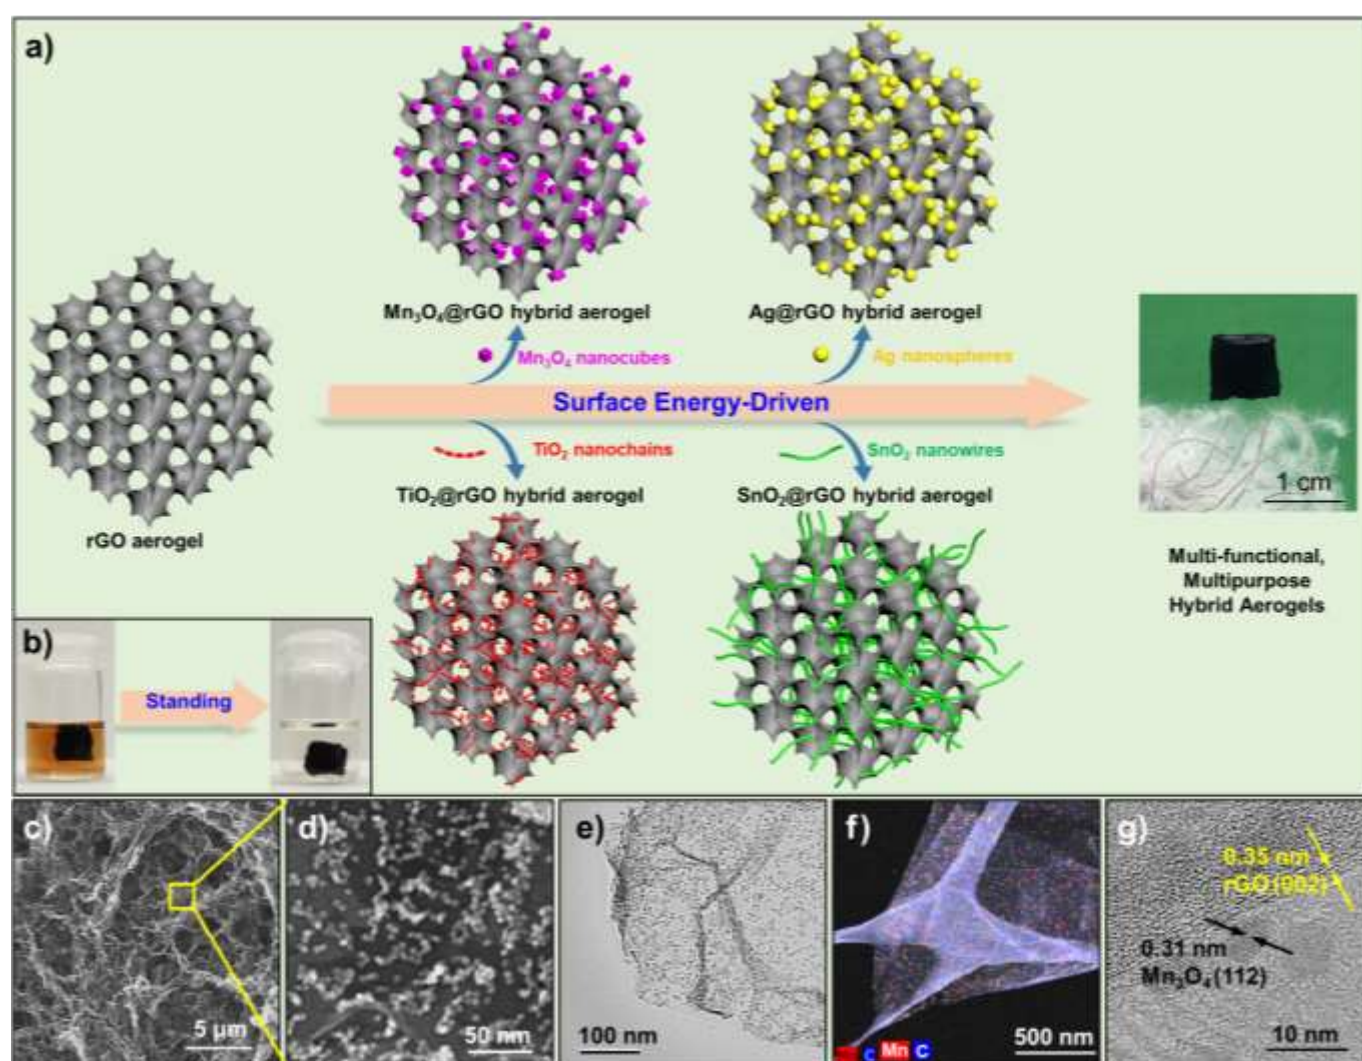 a)
Mn₃O₄@rGO hybrid aerogel
Ag@rGO hybrid aerogel
Mn₃O₄ nanocubes
Ag nanospheres
Surface Energy-Driven
TiO₂ nanochains
SnO₂ nanowires
TiO₂@rGO hybrid aerogel
SnO₂@rGO hybrid aerogel
rGO aerogel
1 cm
Multi-functional,
Multipurpose
Hybrid Aerogels
b)
Standing
c)
5 µm
d)
50 nm
e)
100 nm
f)
C Mn C
500 nm
g)
0.35 nm
rGO (002)
0.31 nm
Mn₃O₄ (112)
10 nm